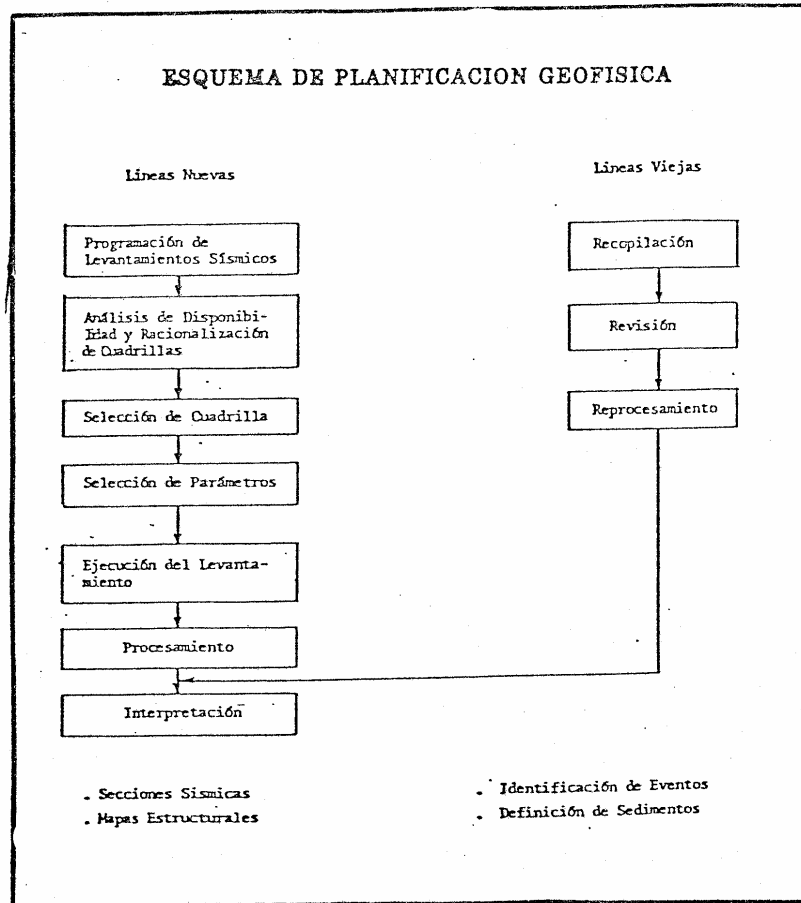 ESQUEMA DE PLANIFICACION GEOFISICA
Lineas Nuevas
Programación de
Levantamientos Sísmicos
Análisis de Disponibi-
lidad y Racionalización
de Cuadrillas
Selección de Cuadrilla
Selección de Parámetros
Ejecución del Levanta-
miento
Procesamiento
Interpretación
. Secciones Sísmicas
. Mapas Estructurales
Lineas Viejas
Recopilación
Revisión
Reprocesamiento
. Identificación de Eventos
. Definición de Sedimentos